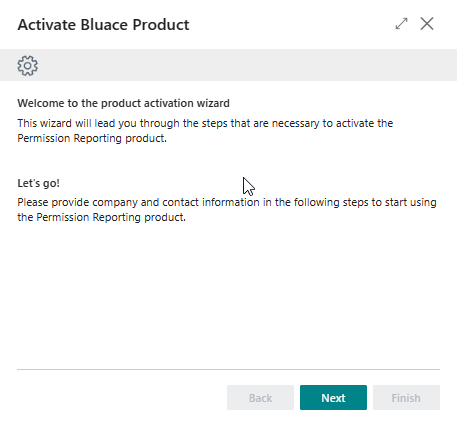 Activate Bluace Product
Welcome to the product activation wizard
This wizard will lead you through the steps that are necessary to activate the
Permission Reporting product.
Let's go!
Please provide company and contact information in the following steps to start using
the Permission Reporting product.
Back
Next
Finish